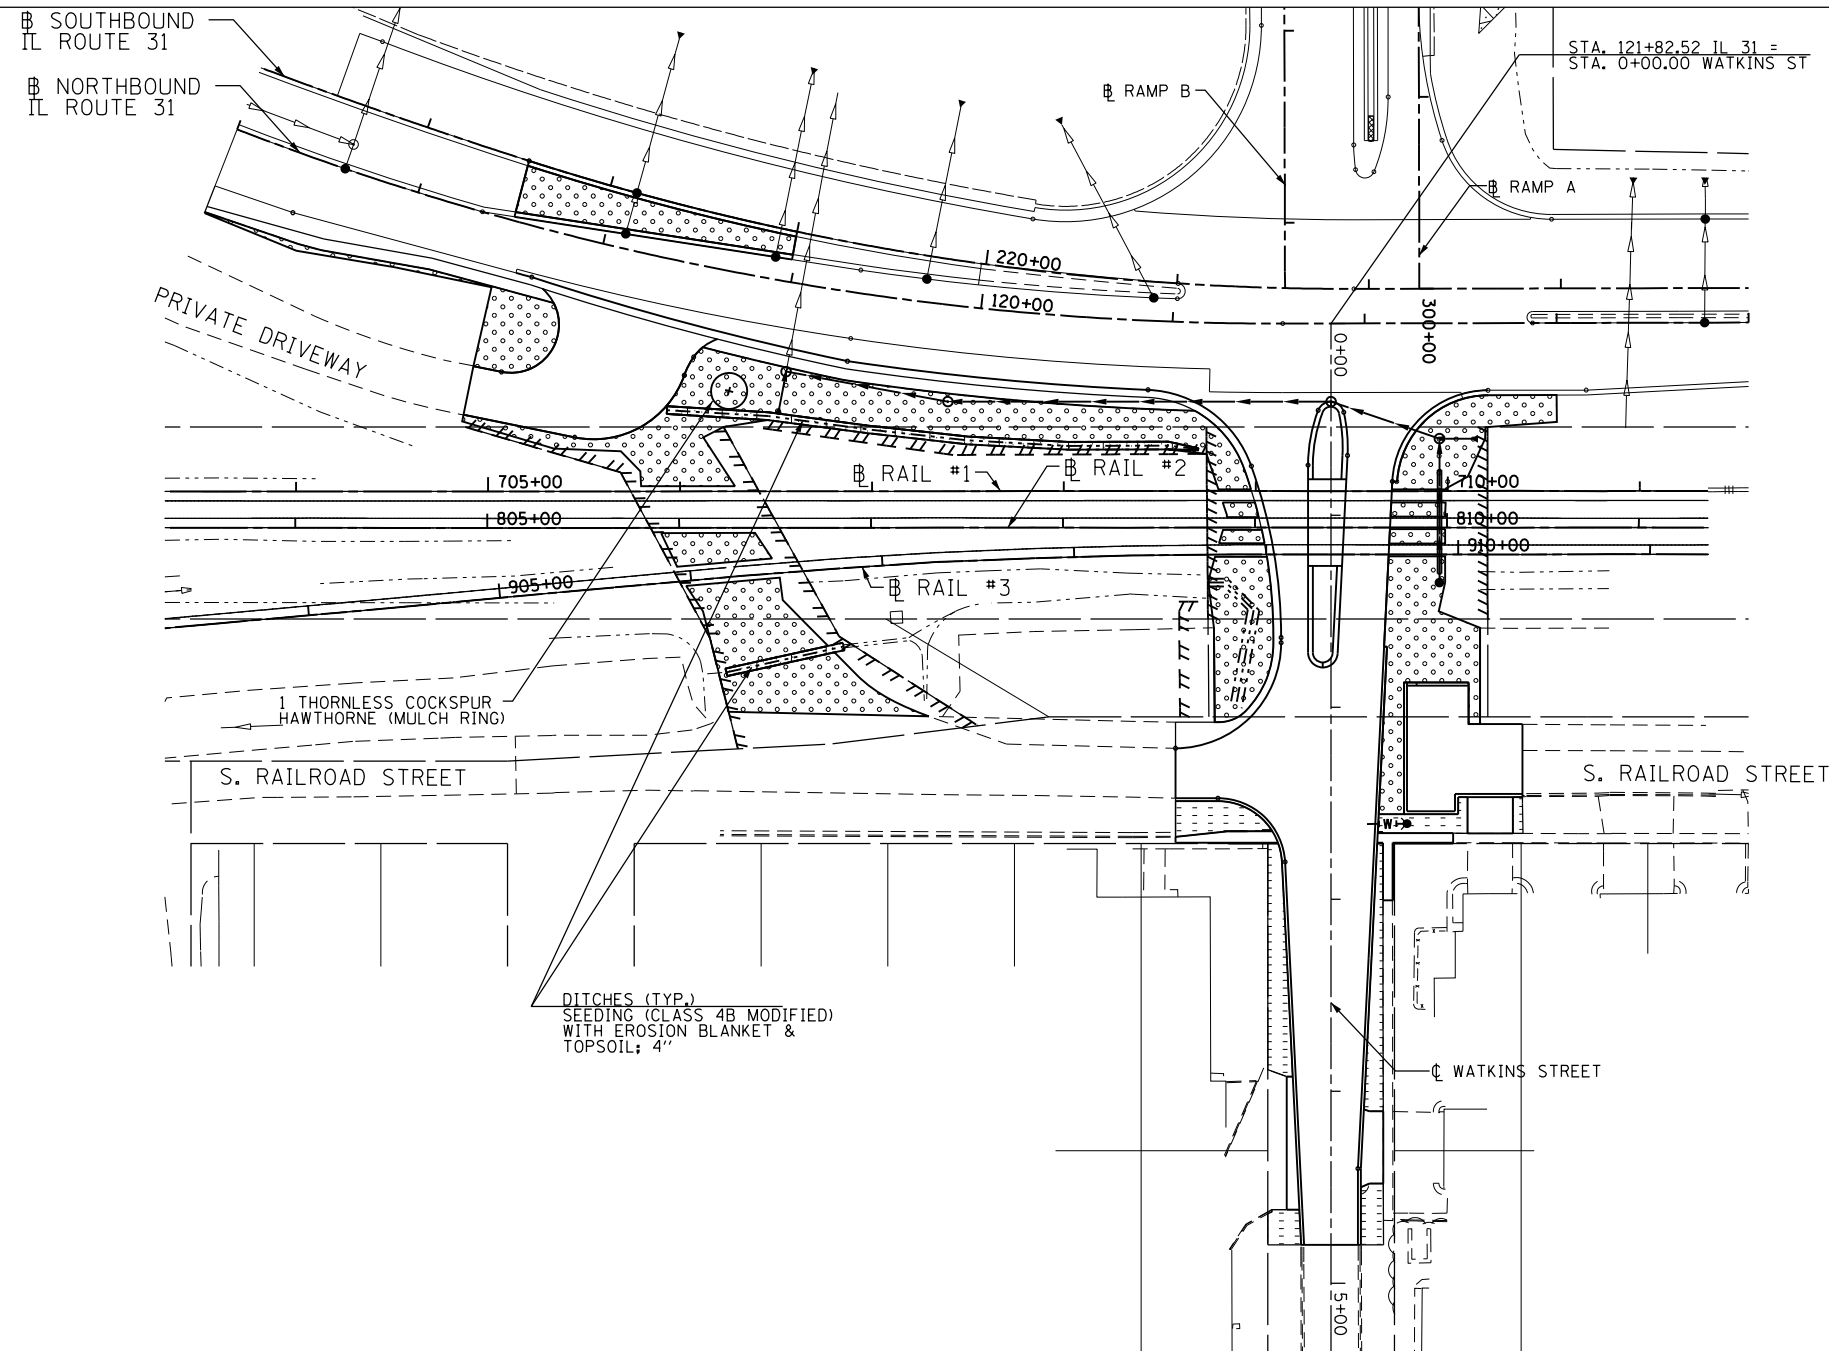 B̵L SOUTHBOUND
IL ROUTE 31
B̵L NORTHBOUND
IL ROUTE 31
STA. 121+82.52 IL 31 =
STA. 0+00.00 WATKINS ST
B̵L RAMP B
B̵L RAMP A
220+00
120+00
300+00
0+00
PRIVATE DRIVEWAY
B̵L RAIL #1
B̵L RAIL #2
705+00
710+00
805+00
810+00
910+00
905+00
B̵L RAIL #3
1 THORNLESS COCKSPUR
HAWTHORNE (MULCH RING)
S. RAILROAD STREET
S. RAILROAD STREET
W
DITCHES (TYP.)
SEEDING (CLASS 4B MODIFIED)
WITH EROSION BLANKET &
TOPSOIL; 4''
℄ WATKINS STREET
5+00